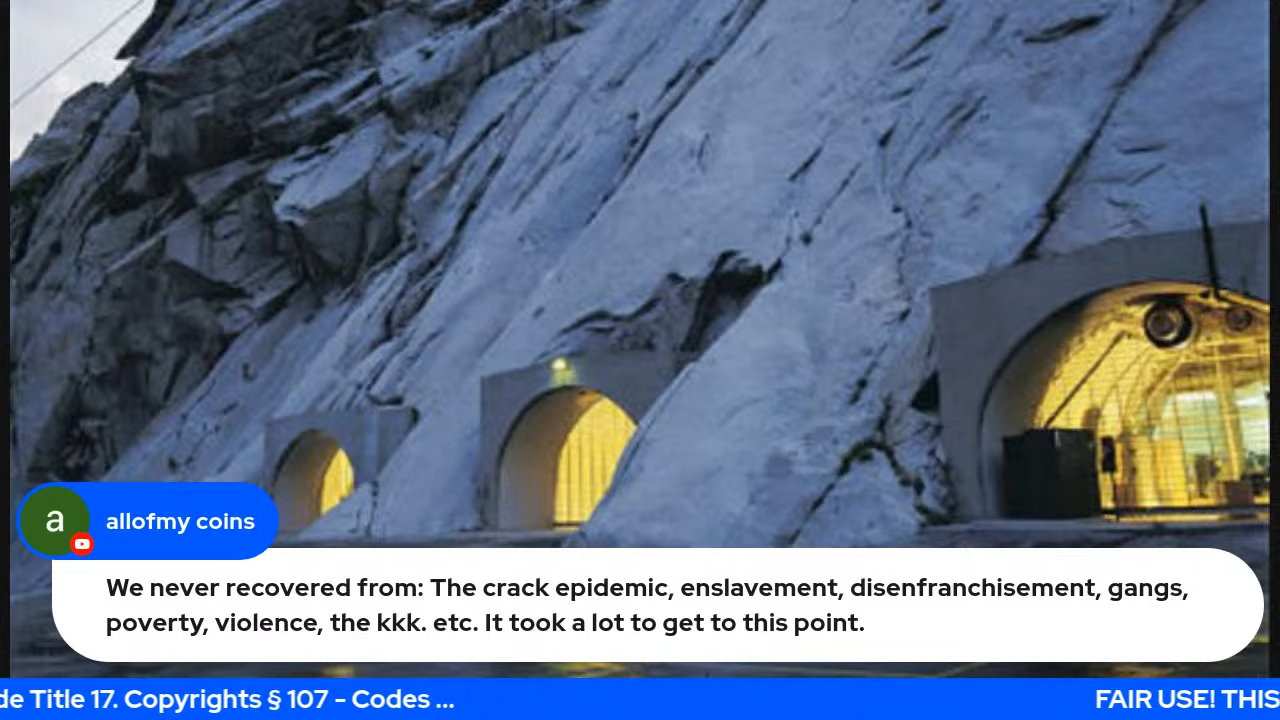 a
allofmy coins
We never recovered from: The crack epidemic, enslavement, disenfranchisement, gangs,
poverty, violence, the kkk. etc. It took a lot to get to this point.
de Title 17. Copyrights § 107 - Codes ...
FAIR USE! THIS